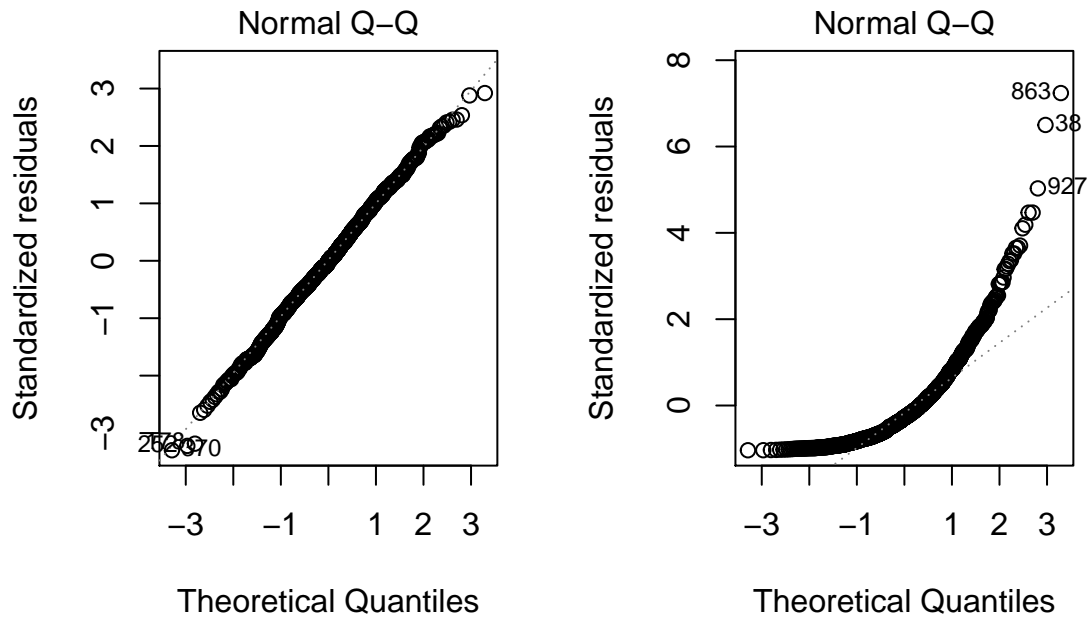 Normal Q−Q
Standardized residuals
3
2
1
0
−1
−3
370
−3 −1 1 2 3
Theoretical Quantiles
Normal Q−Q
Standardized residuals
8
6
4
2
0
863
38
927
−3 −1 1 2 3
Theoretical Quantiles